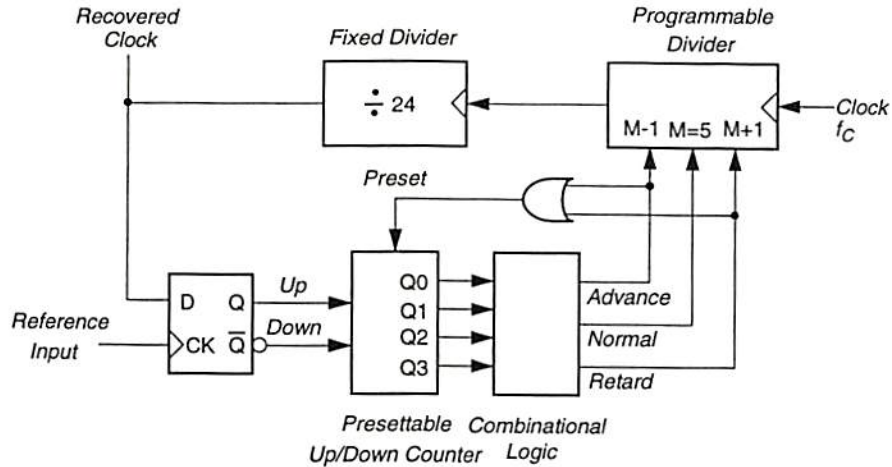 Recovered
Clock
Fixed Divider
Programmable
Divider
÷ 24
M-1 M=5 M+1
Clock
fC
Preset
Up
Down
D Q
CK Q̅
Reference
Input
Q0
Q1
Q2
Q3
Advance
Normal
Retard
Presettable
Up/Down Counter
Combinational
Logic